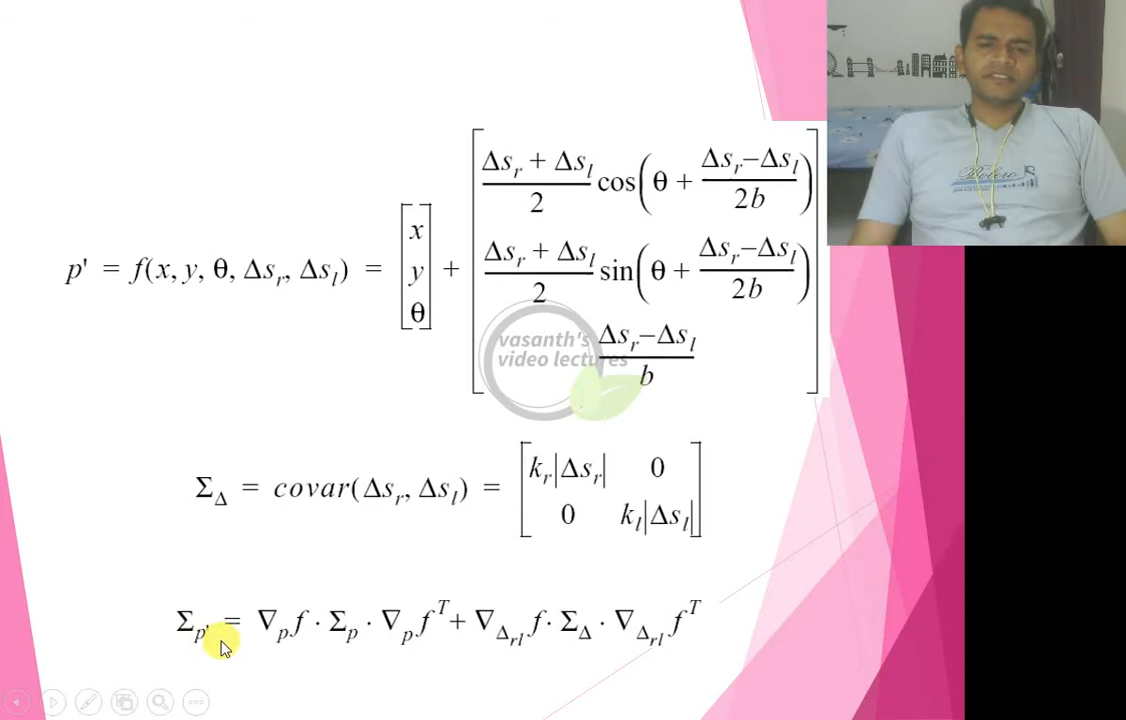 p' = f(x, y, θ, Δs_r, Δs_l) = [x y θ] + [(Δs_r + Δs_l)/2 cos(θ + (Δs_r−Δs_l)/2b) (Δs_r + Δs_l)/2 sin(θ + (Δs_r−Δs_l)/2b) (Δs_r−Δs_l)/b]
vasanth's
video lectures
Σ_Δ = covar(Δs_r, Δs_l) = [k_r|Δs_r| 0 0 k_l|Δs_l|]
Σ_p' = ∇_p f · Σ_p · ∇_p f^T + ∇_Δrl f · Σ_Δ · ∇_Δrl f^T